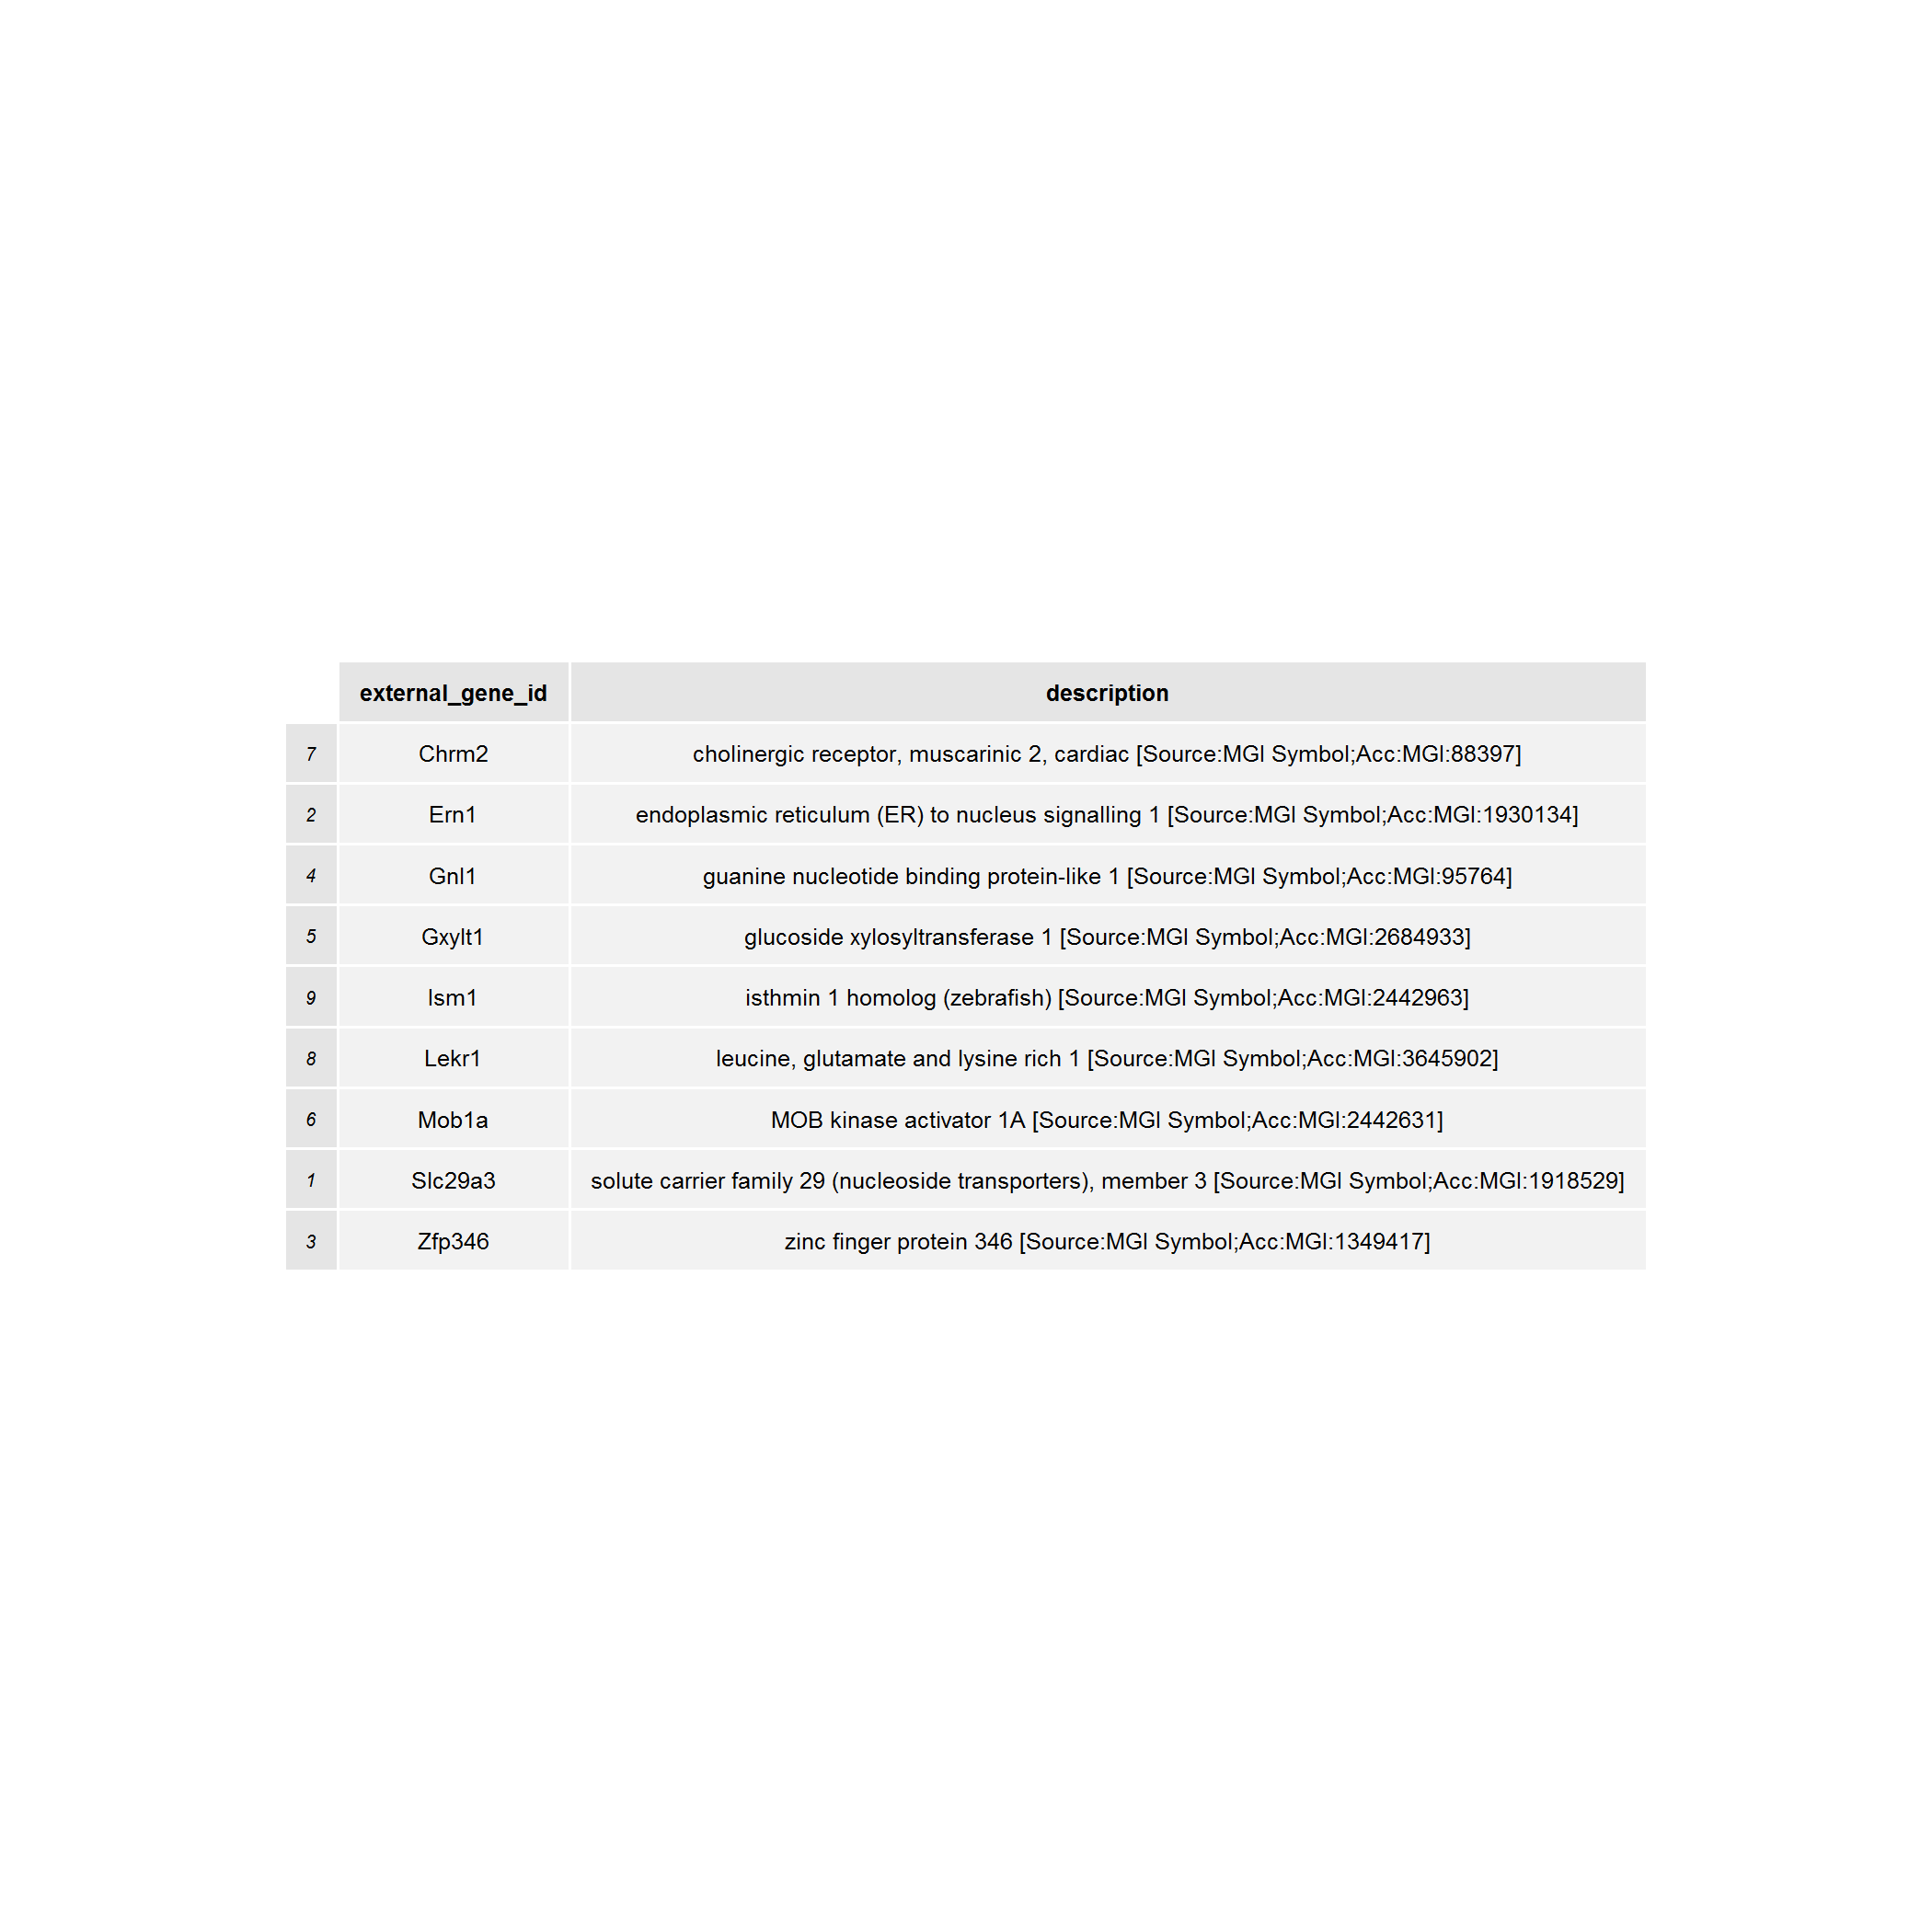 external_gene_id description
7 Chrm2 cholinergic receptor, muscarinic 2, cardiac [Source:MGI Symbol;Acc:MGI:88397]
2 Ern1 endoplasmic reticulum (ER) to nucleus signalling 1 [Source:MGI Symbol;Acc:MGI:1930134]
4 Gnl1 guanine nucleotide binding protein-like 1 [Source:MGI Symbol;Acc:MGI:95764]
5 Gxylt1 glucoside xylosyltransferase 1 [Source:MGI Symbol;Acc:MGI:2684933]
9 Ism1 isthmin 1 homolog (zebrafish) [Source:MGI Symbol;Acc:MGI:2442963]
8 Lekr1 leucine, glutamate and lysine rich 1 [Source:MGI Symbol;Acc:MGI:3645902]
6 Mob1a MOB kinase activator 1A [Source:MGI Symbol;Acc:MGI:2442631]
1 Slc29a3 solute carrier family 29 (nucleoside transporters), member 3 [Source:MGI Symbol;Acc:MGI:1918529]
3 Zfp346 zinc finger protein 346 [Source:MGI Symbol;Acc:MGI:1349417]